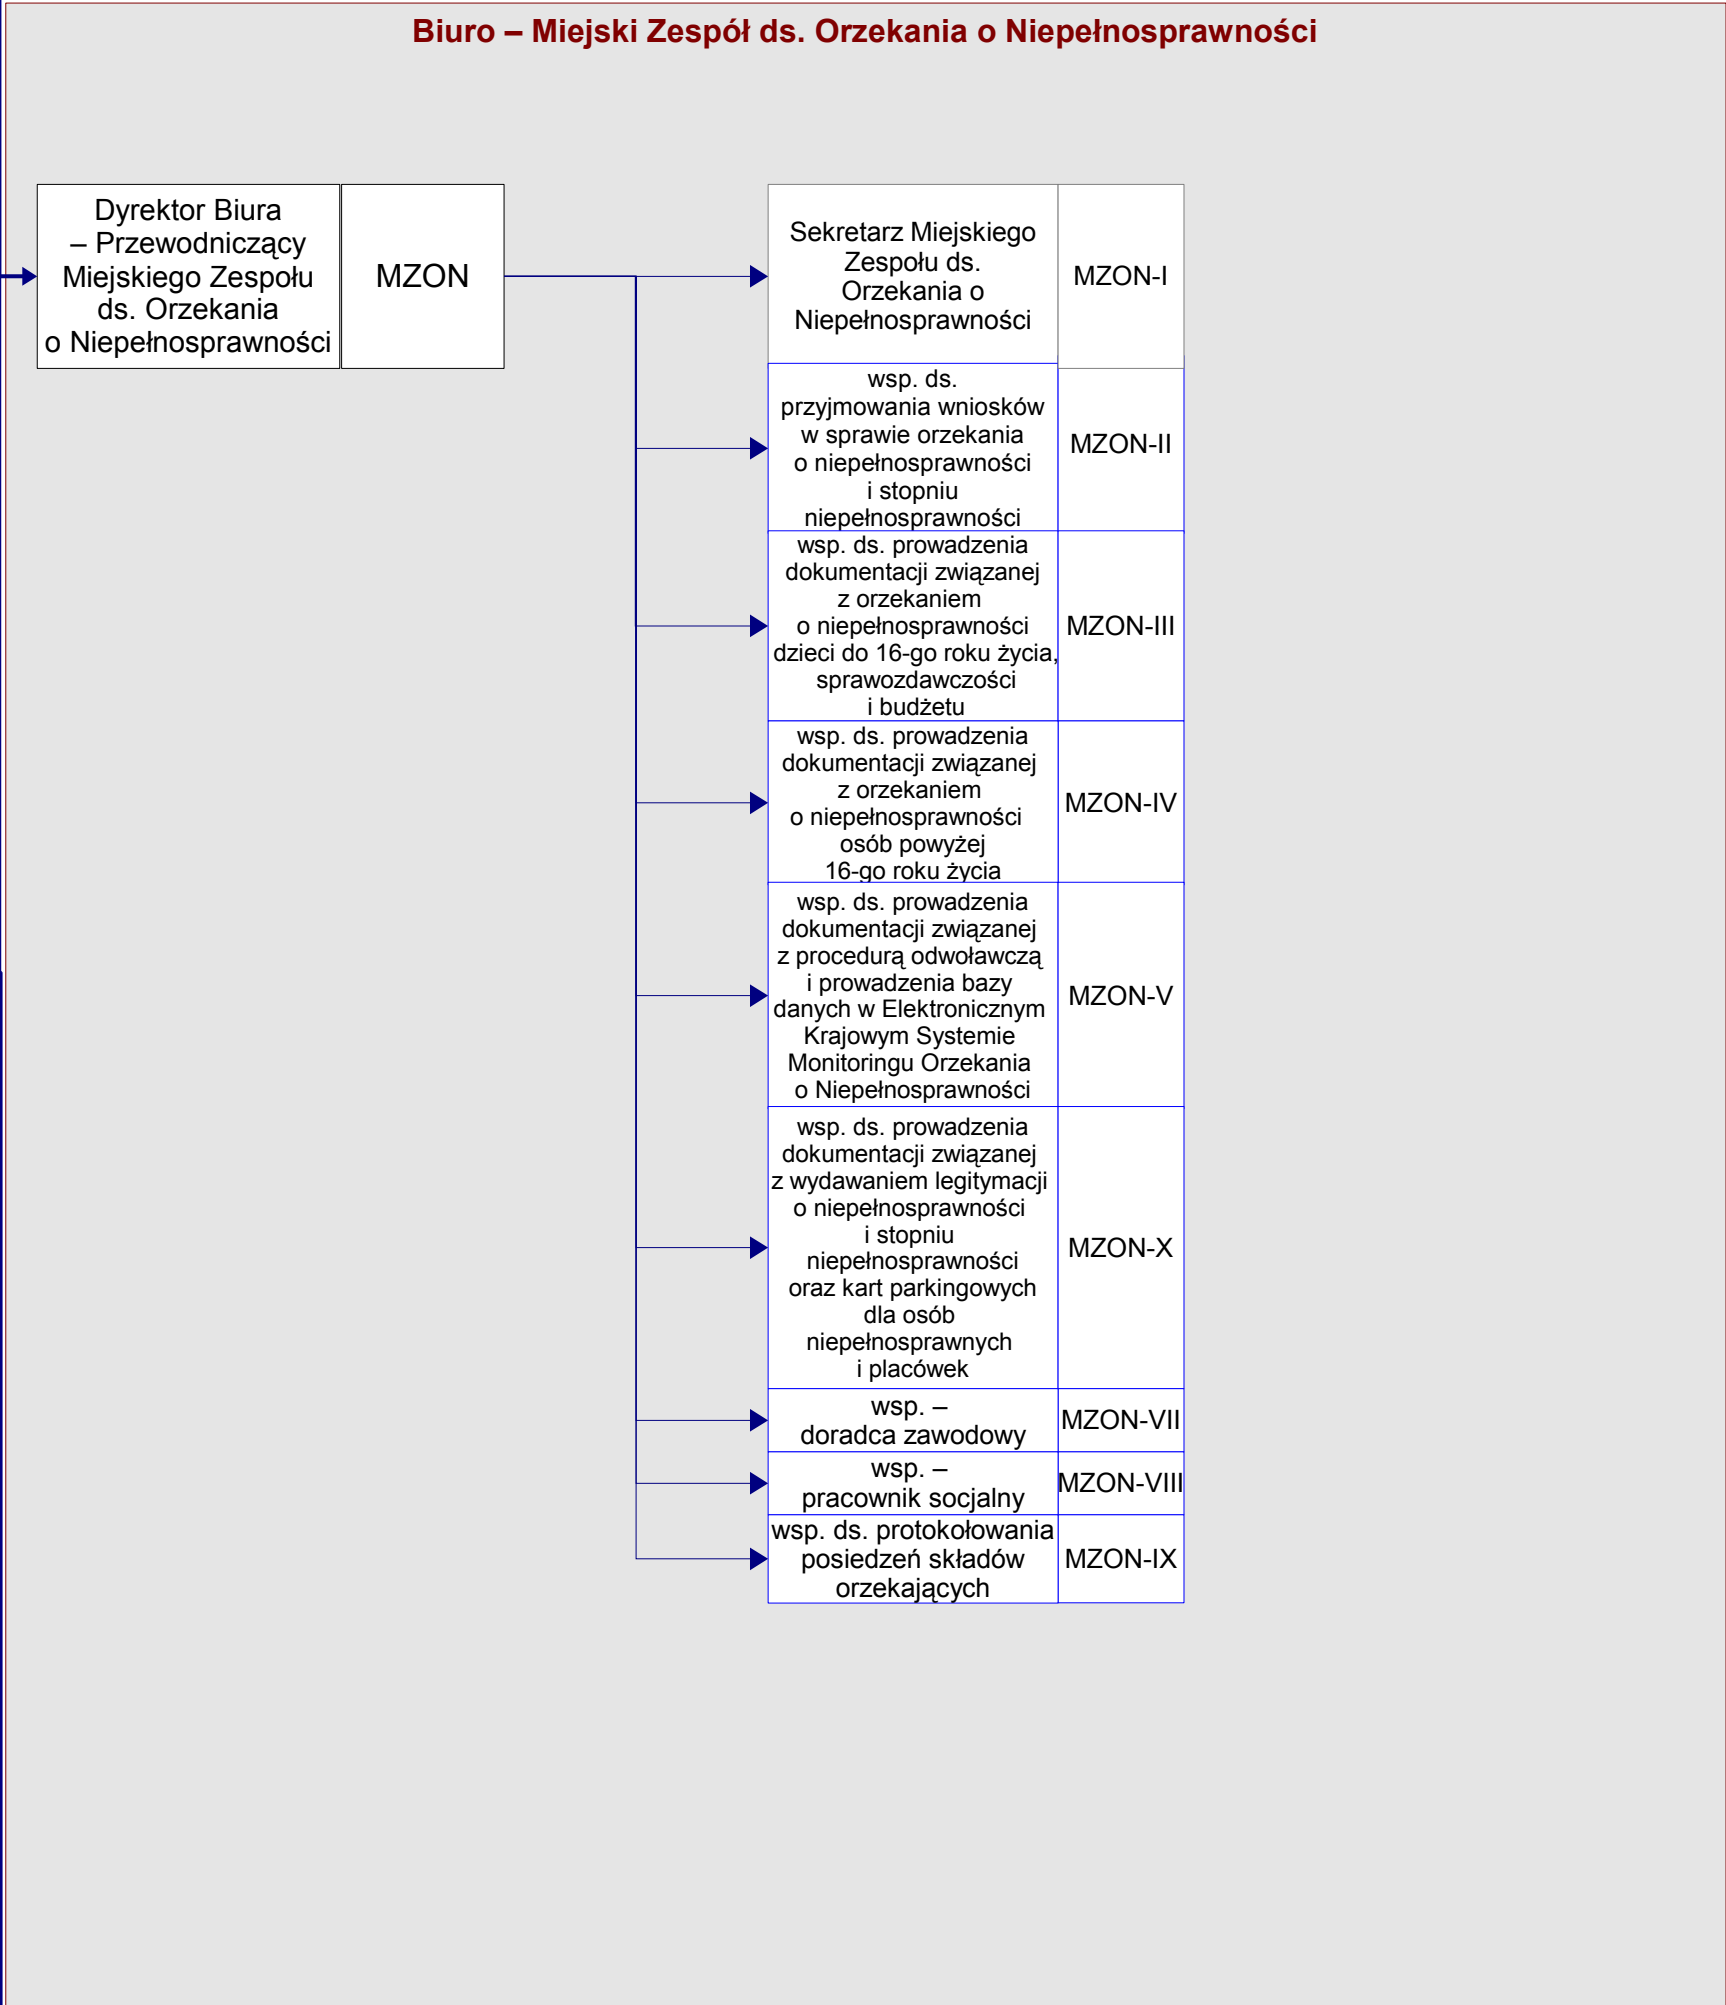 Biuro – Miejski Zespół ds. Orzekania o Niepełnosprawności
Dyrektor Biura
– Przewodniczący
Miejskiego Zespołu
ds. Orzekania
o Niepełnosprawności
MZON
Sekretarz Miejskiego
Zespołu ds.
Orzekania o
Niepełnosprawności
MZON-I
wsp. ds.
przyjmowania wniosków
w sprawie orzekania
o niepełnosprawności
i stopniu
niepełnosprawności
MZON-II
wsp. ds. prowadzenia
dokumentacji związanej
z orzekaniem
o niepełnosprawności
dzieci do 16-go roku życia,
sprawozdawczości
i budżetu
MZON-III
wsp. ds. prowadzenia
dokumentacji związanej
z orzekaniem
o niepełnosprawności
osób powyżej
16-go roku życia
MZON-IV
wsp. ds. prowadzenia
dokumentacji związanej
z procedurą odwoławczą
i prowadzenia bazy
danych w Elektronicznym
Krajowym Systemie
Monitoringu Orzekania
o Niepełnosprawności
MZON-V
wsp. ds. prowadzenia
dokumentacji związanej
z wydawaniem legitymacji
o niepełnosprawności
i stopniu
niepełnosprawności
oraz kart parkingowych
dla osób
niepełnosprawnych
i placówek
MZON-X
wsp. –
doradca zawodowy
MZON-VII
wsp. –
pracownik socjalny
MZON-VIII
wsp. ds. protokołowania
posiedzeń składów
orzekających
MZON-IX